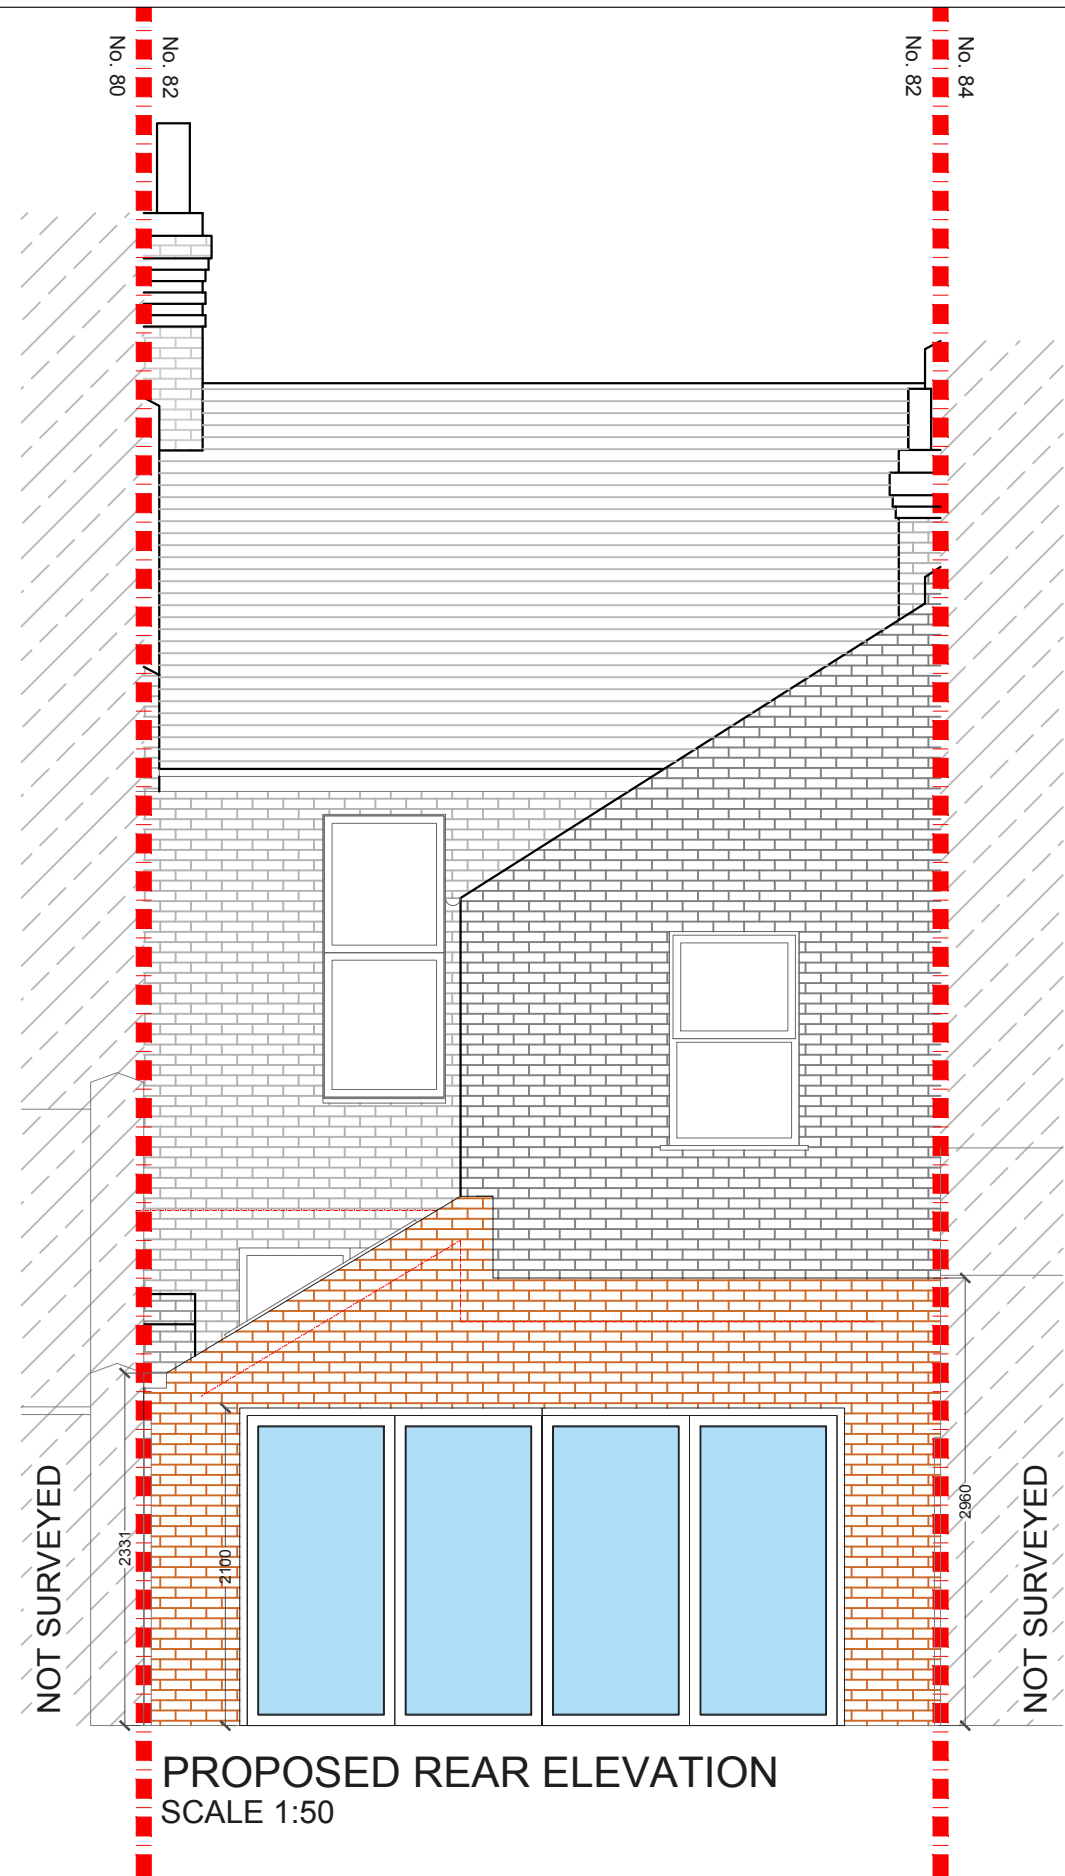 No. 80
No. 82
No. 82
No. 84
NOT SURVEYED
2331
2100
2960
NOT SURVEYED
PROPOSED REAR ELEVATION
SCALE 1:50